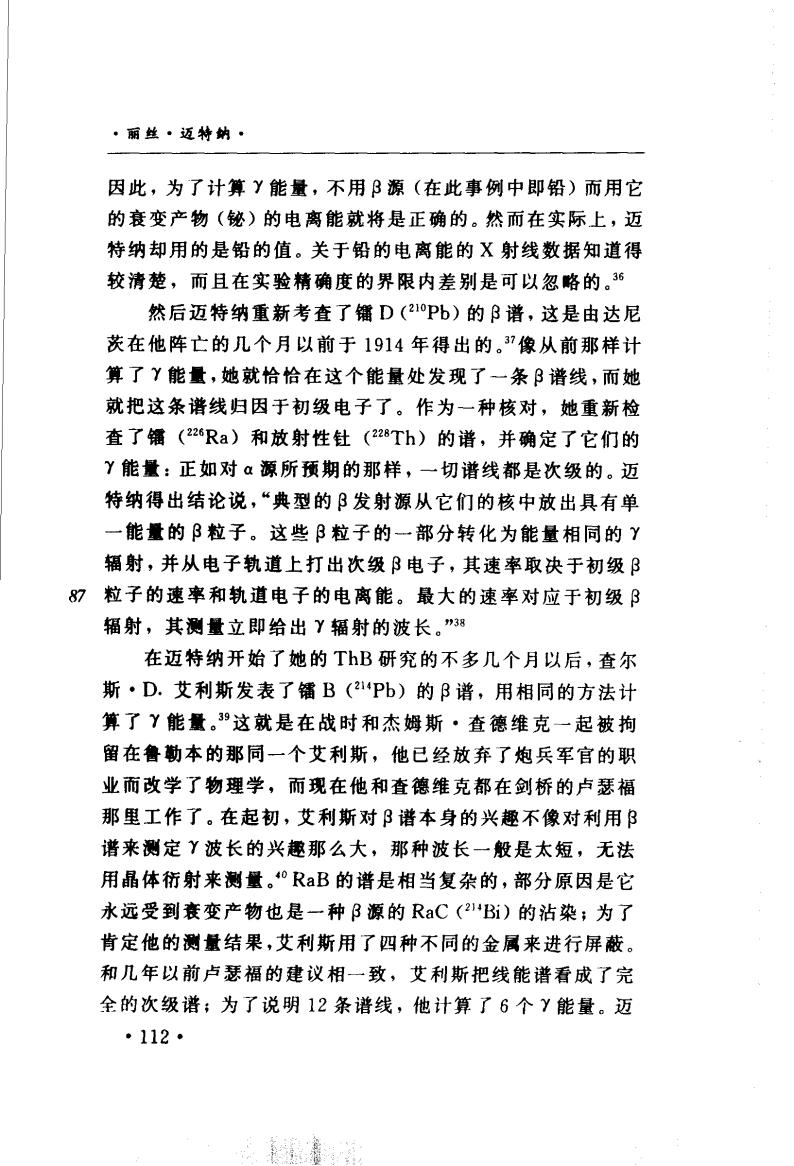 ·丽丝·迈特纳·
因此，为了计算γ能量，不用β源（在此事例中即铅）而用它
的衰变产物（铋）的电离能就将是正确的。然而在实际上，迈
特纳却用的是铅的值。关于铅的电离能的X射线数据知道得
较清楚，而且在实验精确度的界限内差别是可以忽略的。³⁶
然后迈特纳重新考查了镭D（²¹⁰Pb）的β谱，这是由达尼
茨在他阵亡的几个月以前于1914年得出的。³⁷像从前那样计
算了γ能量，她就恰恰在这个能量处发现了一条β谱线，而她
就把这条谱线归因于初级电子了。作为一种核对，她重新检
查了镭（²²⁶Ra）和放射性钍（²²⁸Th）的谱，并确定了它们的
γ能量：正如对α源所预期的那样，一切谱线都是次级的。迈
特纳得出结论说，“典型的β发射源从它们的核中放出具有单
一能量的β粒子。这些β粒子的一部分转化为能量相同的γ
辐射，并从电子轨道上打出次级β电子，其速率取决于初级β
87 粒子的速率和轨道电子的电离能。最大的速率对应于初级β
辐射，其测量立即给出γ辐射的波长。”³⁸
在迈特纳开始了她的ThB研究的不多几个月以后，查尔
斯·D.艾利斯发表了镭B（²¹⁴Pb）的β谱，用相同的方法计
算了γ能量。³⁹这就是在战时和杰姆斯·查德维克一起被拘
留在鲁勒本的那同一个艾利斯，他已经放弃了炮兵军官的职
业而改学了物理学，而现在他和查德维克都在剑桥的卢瑟福
那里工作了。在起初，艾利斯对β谱本身的兴趣不像对利用β
谱来测定γ波长的兴趣那么大，那种波长一般是太短，无法
用晶体衍射来测量。⁴⁰RaB的谱是相当复杂的，部分原因是它
永远受到衰变产物也是一种β源的RaC（²¹⁴Bi）的沾染；为了
肯定他的测量结果，艾利斯用了四种不同的金属来进行屏蔽。
和几年以前卢瑟福的建议相一致，艾利斯把线能谱看成了完
全的次级谱；为了说明12条谱线，他计算了6个γ能量。迈
·112·